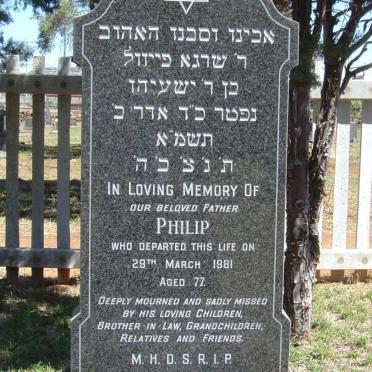 אבינו וסבנו האהוב
ר׳ שרגא פייוול
בן ר׳ ישעיהו
נפטר כ״ד אדר ב׳
תשמ״א
ת׳ נ׳ צ׳ ב׳ ה׳
IN LOVING MEMORY OF
OUR BELOVED FATHER
PHILIP
WHO DEPARTED THIS LIFE ON
29TH MARCH 1981
AGED 77.
DEEPLY MOURNED AND SADLY MISSED
BY HIS LOVING CHILDREN,
BROTHER-IN-LAW, GRANDCHILDREN,
RELATIVES AND FRIENDS.
M.H.D.S.R.I.P.